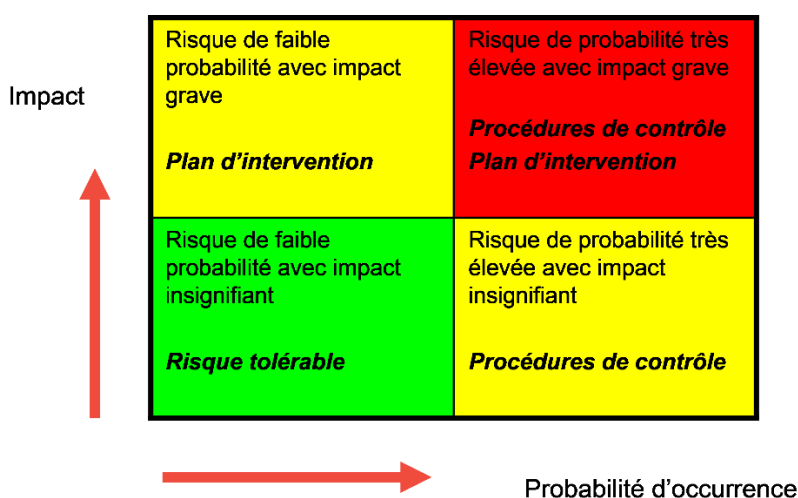 Impact
Risque de faible
probabilité avec impact
grave
Plan d'intervention
Risque de probabilité très
élevée avec impact grave
Procédures de contrôle
Plan d'intervention
Risque de faible
probabilité avec impact
insignifiant
Risque tolérable
Risque de probabilité très
élevée avec impact
insignifiant
Procédures de contrôle
Probabilité d'occurrence